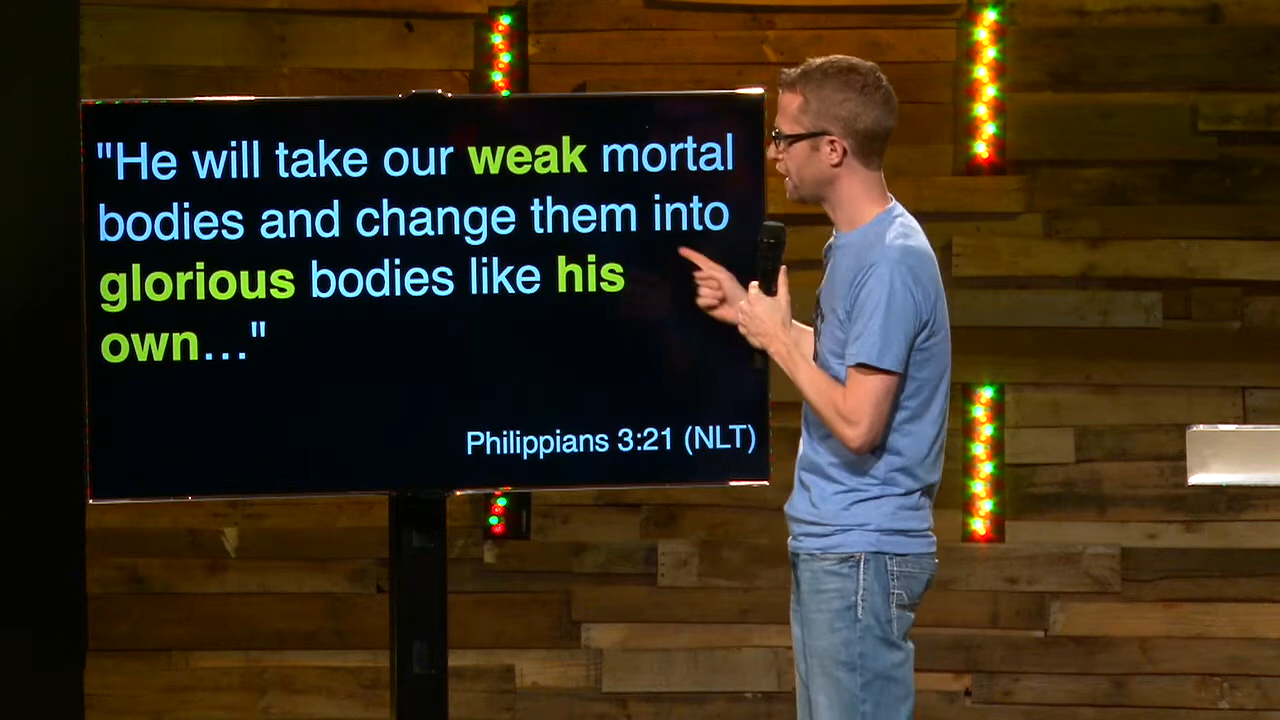 "He will take our weak mortal
bodies and change them into
glorious bodies like his
own..."
Philippians 3:21 (NLT)